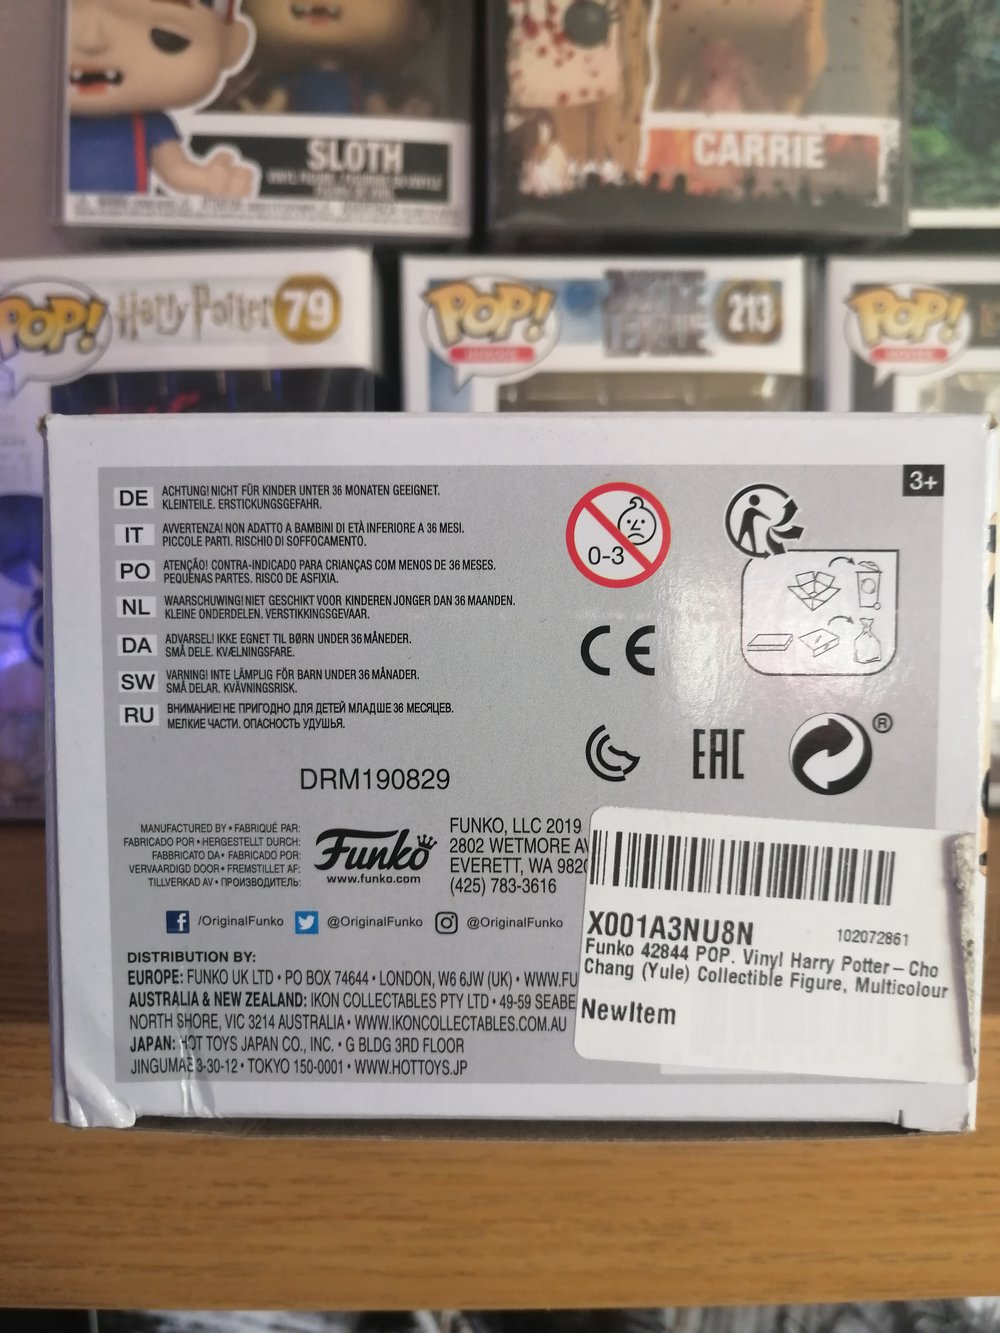 SLOTH
CARRIE
POP!
Harry Potter
79
POP!
JUSTICE
LEAGUE
213
POP!
3+
DE ACHTUNG! NICHT FÜR KINDER UNTER 36 MONATEN GEEIGNET.
KLEINTEILE. ERSTICKUNGSGEFAHR.
IT AVVERTENZA! NON ADATTO A BAMBINI DI ETÀ INFERIORE A 36 MESI.
PICCOLE PARTI. RISCHIO DI SOFFOCAMENTO.
PO ATENÇÃO! CONTRA-INDICADO PARA CRIANÇAS COM MENOS DE 36 MESES.
PEQUENAS PARTES. RISCO DE ASFIXIA.
NL WAARSCHUWING! NIET GESCHIKT VOOR KINDEREN JONGER DAN 36 MAANDEN.
KLEINE ONDERDELEN. VERSTIKKINGSGEVAAR.
DA ADVARSEL! IKKE EGNET TIL BØRN UNDER 36 MÅNEDER.
SMÅ DELE. KVÆLNINGSFARE.
SW VARNING! INTE LÄMPLIG FÖR BARN UNDER 36 MÅNADER.
SMÅ DELAR. KVÄVNINGSRISK.
RU ВНИМАНИЕ! НЕ ПРИГОДНО ДЛЯ ДЕТЕЙ МЛАДШЕ 36 МЕСЯЦЕВ.
МЕЛКИЕ ЧАСТИ. ОПАСНОСТЬ УДУШЬЯ.
0-3
CE
EAC
®
DRM190829
MANUFACTURED BY • FABRIQUÉ PAR:
FABRICADO POR • HERGESTELLT DURCH:
FABBRICATO DA • FABRICADO POR:
VERVAARDIGD DOOR • FREMSTILLET AF:
TILLVERKAD AV • ПРОИЗВОДИТЕЛЬ:
Funko
www.funko.com
FUNKO, LLC 2019
2802 WETMORE AV
EVERETT, WA 9820
(425) 783-3616
/OriginalFunko @OriginalFunko @OriginalFunko
DISTRIBUTION BY:
EUROPE: FUNKO UK LTD • PO BOX 74644 • LONDON, W6 6JW (UK) • WWW.FU
AUSTRALIA & NEW ZEALAND: IKON COLLECTABLES PTY LTD • 49-59 SEABE
NORTH SHORE, VIC 3214 AUSTRALIA • WWW.IKONCOLLECTABLES.COM.AU
JAPAN: HOT TOYS JAPAN CO., INC. • G BLDG 3RD FLOOR
JINGUMAE 3-30-12 • TOKYO 150-0001 • WWW.HOTTOYS.JP
X001A3NU8N 102072861
Funko 42844 POP. Vinyl Harry Potter – Cho
Chang (Yule) Collectible Figure, Multicolour
NewItem